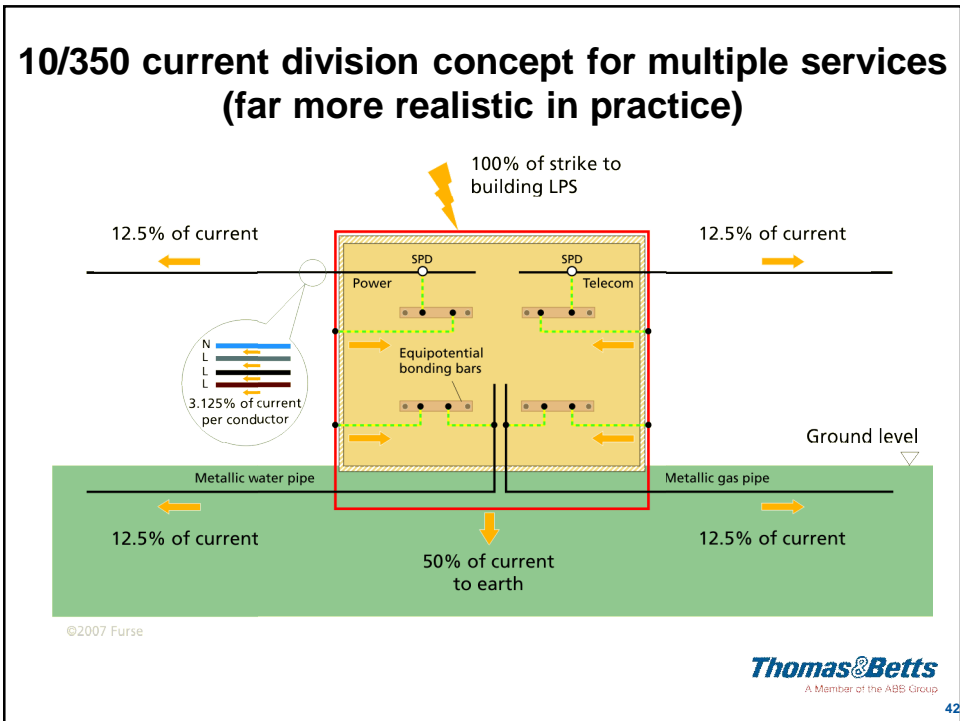 10/350 current division concept for multiple services
(far more realistic in practice)
100% of strike to
building LPS
12.5% of current
12.5% of current
SPD
SPD
Power
Telecom
N
L
L
L
3.125% of current
per conductor
Equipotential
bonding bars
Ground level
Metallic water pipe
Metallic gas pipe
12.5% of current
12.5% of current
50% of current
to earth
©2007 Furse
Thomas&Betts
A Member of the ABB Group
42